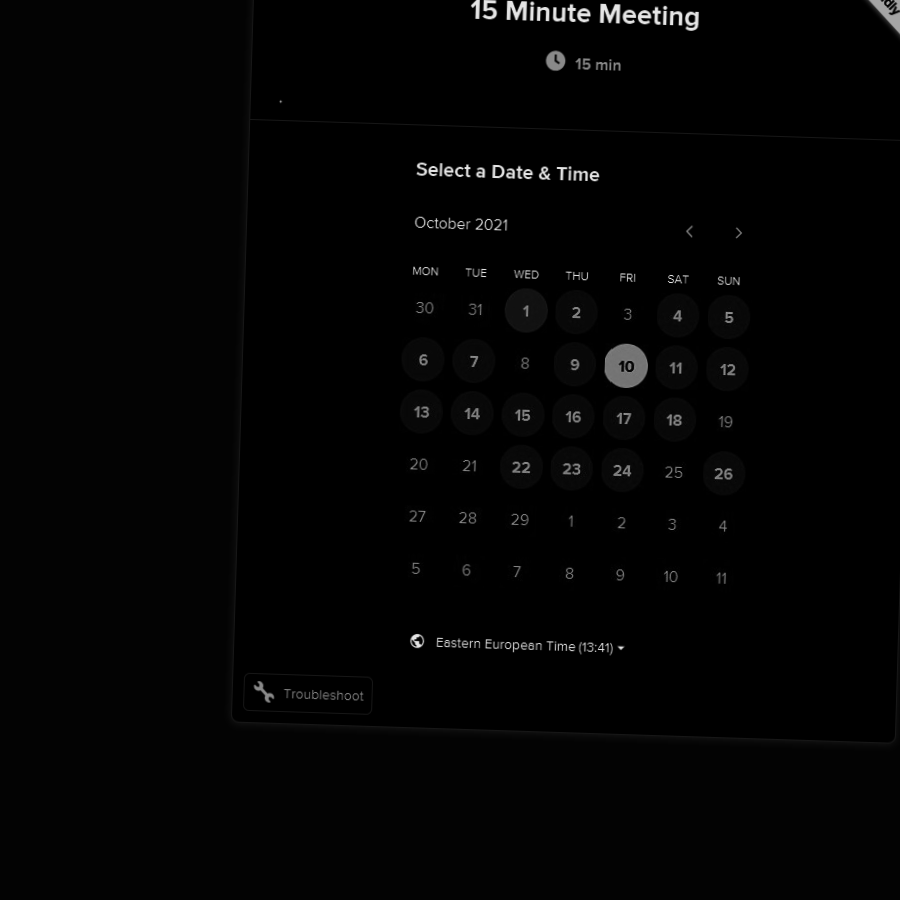 15 Minute Meeting
15 min
.
Select a Date & Time
October 2021
MON TUE WED THU FRI SAT SUN
30 31 1 2 3 4 5
6 7 8 9 10 11 12
13 14 15 16 17 18 19
20 21 22 23 24 25 26
27 28 29 1 2 3 4
5 6 7 8 9 10 11
Eastern European Time (13:41)
Troubleshoot